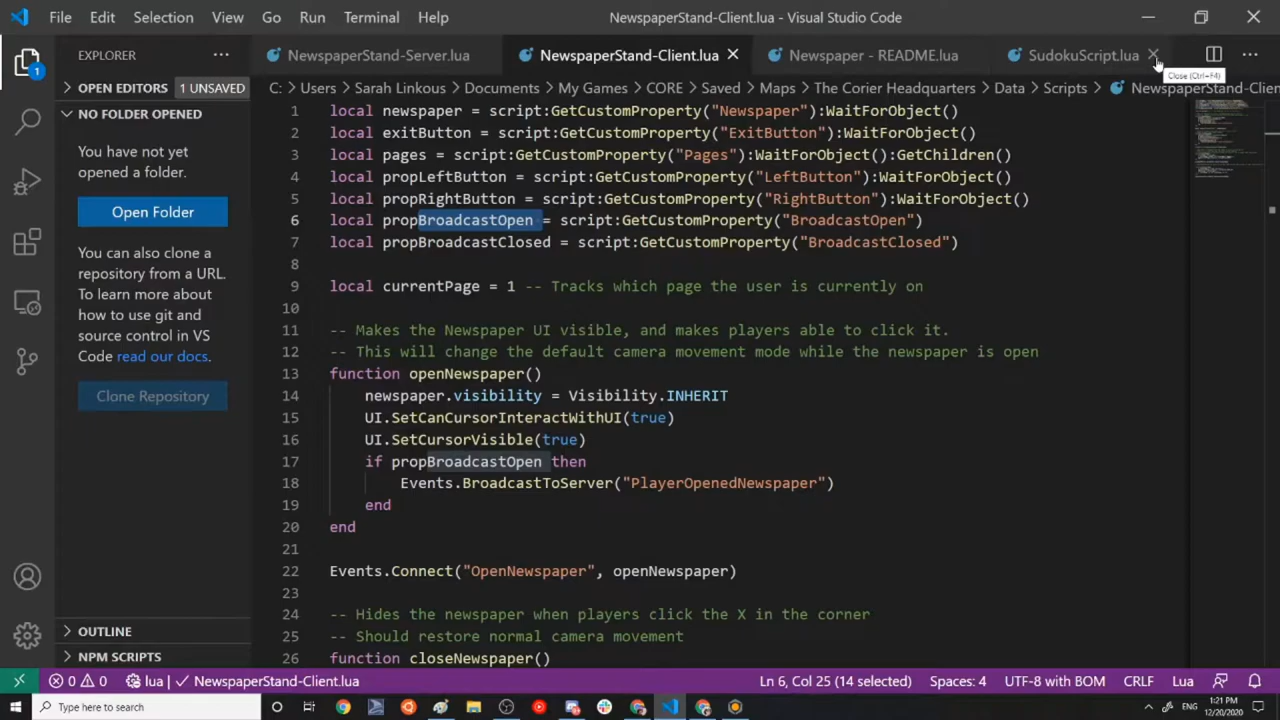 File Edit Selection View Go Run Terminal Help NewspaperStand-Client.lua - Visual Studio Code
EXPLORER
NewspaperStand-Server.lua NewspaperStand-Client.lua Newspaper - README.lua SudokuScript.lua
Close (Ctrl+F4)
OPEN EDITORS 1 UNSAVED
C: > Users > Sarah Linkous > Documents > My Games > CORE > Saved > Maps > The Corier Headquarters > Data > Scripts > NewspaperStand-Clien
1
NO FOLDER OPENED
You have not yet
opened a folder.
Open Folder
You can also clone a
repository from a URL.
To learn more about
how to use git and
source control in VS
Code read our docs.
Clone Repository
OUTLINE
NPM SCRIPTS
1 local newspaper = script:GetCustomProperty("Newspaper"):WaitForObject()
2 local exitButton = script:GetCustomProperty("ExitButton"):WaitForObject()
3 local pages = script:GetCustomProperty("Pages"):WaitForObject():GetChildren()
4 local propLeftButton = script:GetCustomProperty("LeftButton"):WaitForObject()
5 local propRightButton = script:GetCustomProperty("RightButton"):WaitForObject()
6 local propBroadcastOpen = script:GetCustomProperty("BroadcastOpen")
7 local propBroadcastClosed = script:GetCustomProperty("BroadcastClosed")
8
9 local currentPage = 1 -- Tracks which page the user is currently on
10
11 -- Makes the Newspaper UI visible, and makes players able to click it.
12 -- This will change the default camera movement mode while the newspaper is open
13 function openNewspaper()
14 newspaper.visibility = Visibility.INHERIT
15 UI.SetCanCursorInteractWithUI(true)
16 UI.SetCursorVisible(true)
17 if propBroadcastOpen then
18 Events.BroadcastToServer("PlayerOpenedNewspaper")
19 end
20 end
21
22 Events.Connect("OpenNewspaper", openNewspaper)
23
24 -- Hides the newspaper when players click the X in the corner
25 -- Should restore normal camera movement
26 function closeNewspaper()
0 0 lua NewspaperStand-Client.lua Ln 6, Col 25 (14 selected) Spaces: 4 UTF-8 with BOM CRLF Lua
Type here to search ENG 1:21 PM
12/20/2020